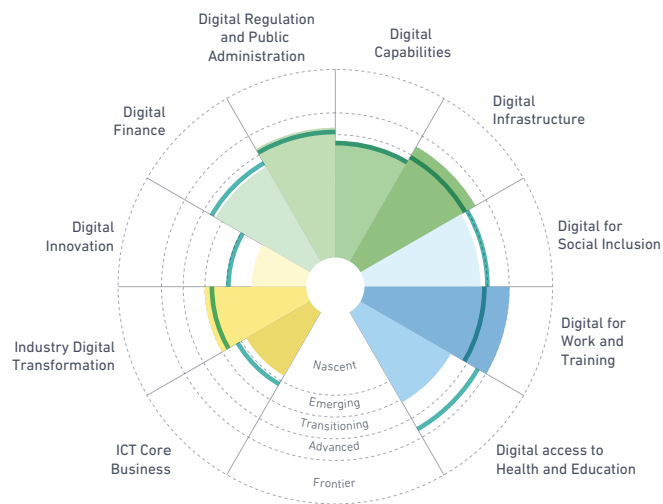 Digital Regulation
and Public
Administration
Digital
Capabilities
Digital
Finance
Digital
Infrastructure
Digital
Innovation
Digital for
Social Inclusion
Industry Digital
Transformation
Digital for
Work and
Training
Nascent
Emerging
Transitioning
Advanced
Frontier
ICT Core
Business
Digital access to
Health and Education